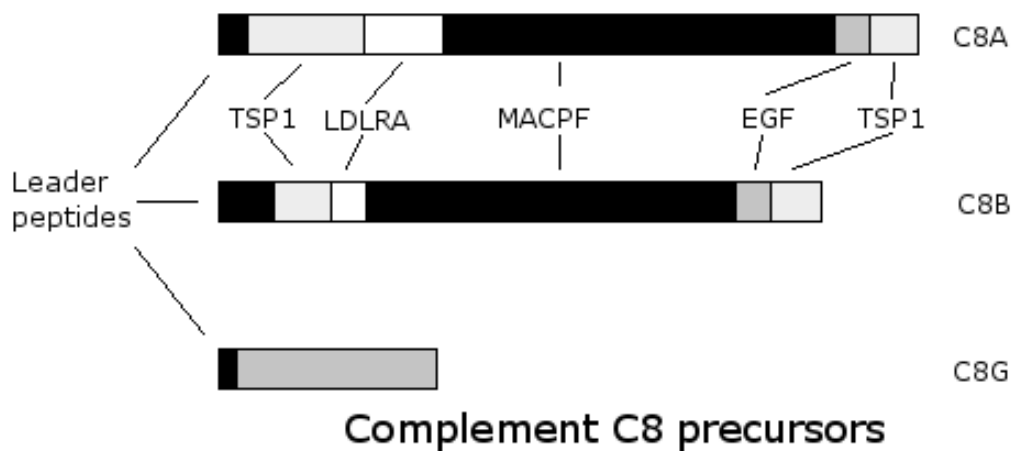 C8A
TSP1 LDLRA MACPF EGF TSP1
Leader
peptides
C8B
C8G
Complement C8 precursors